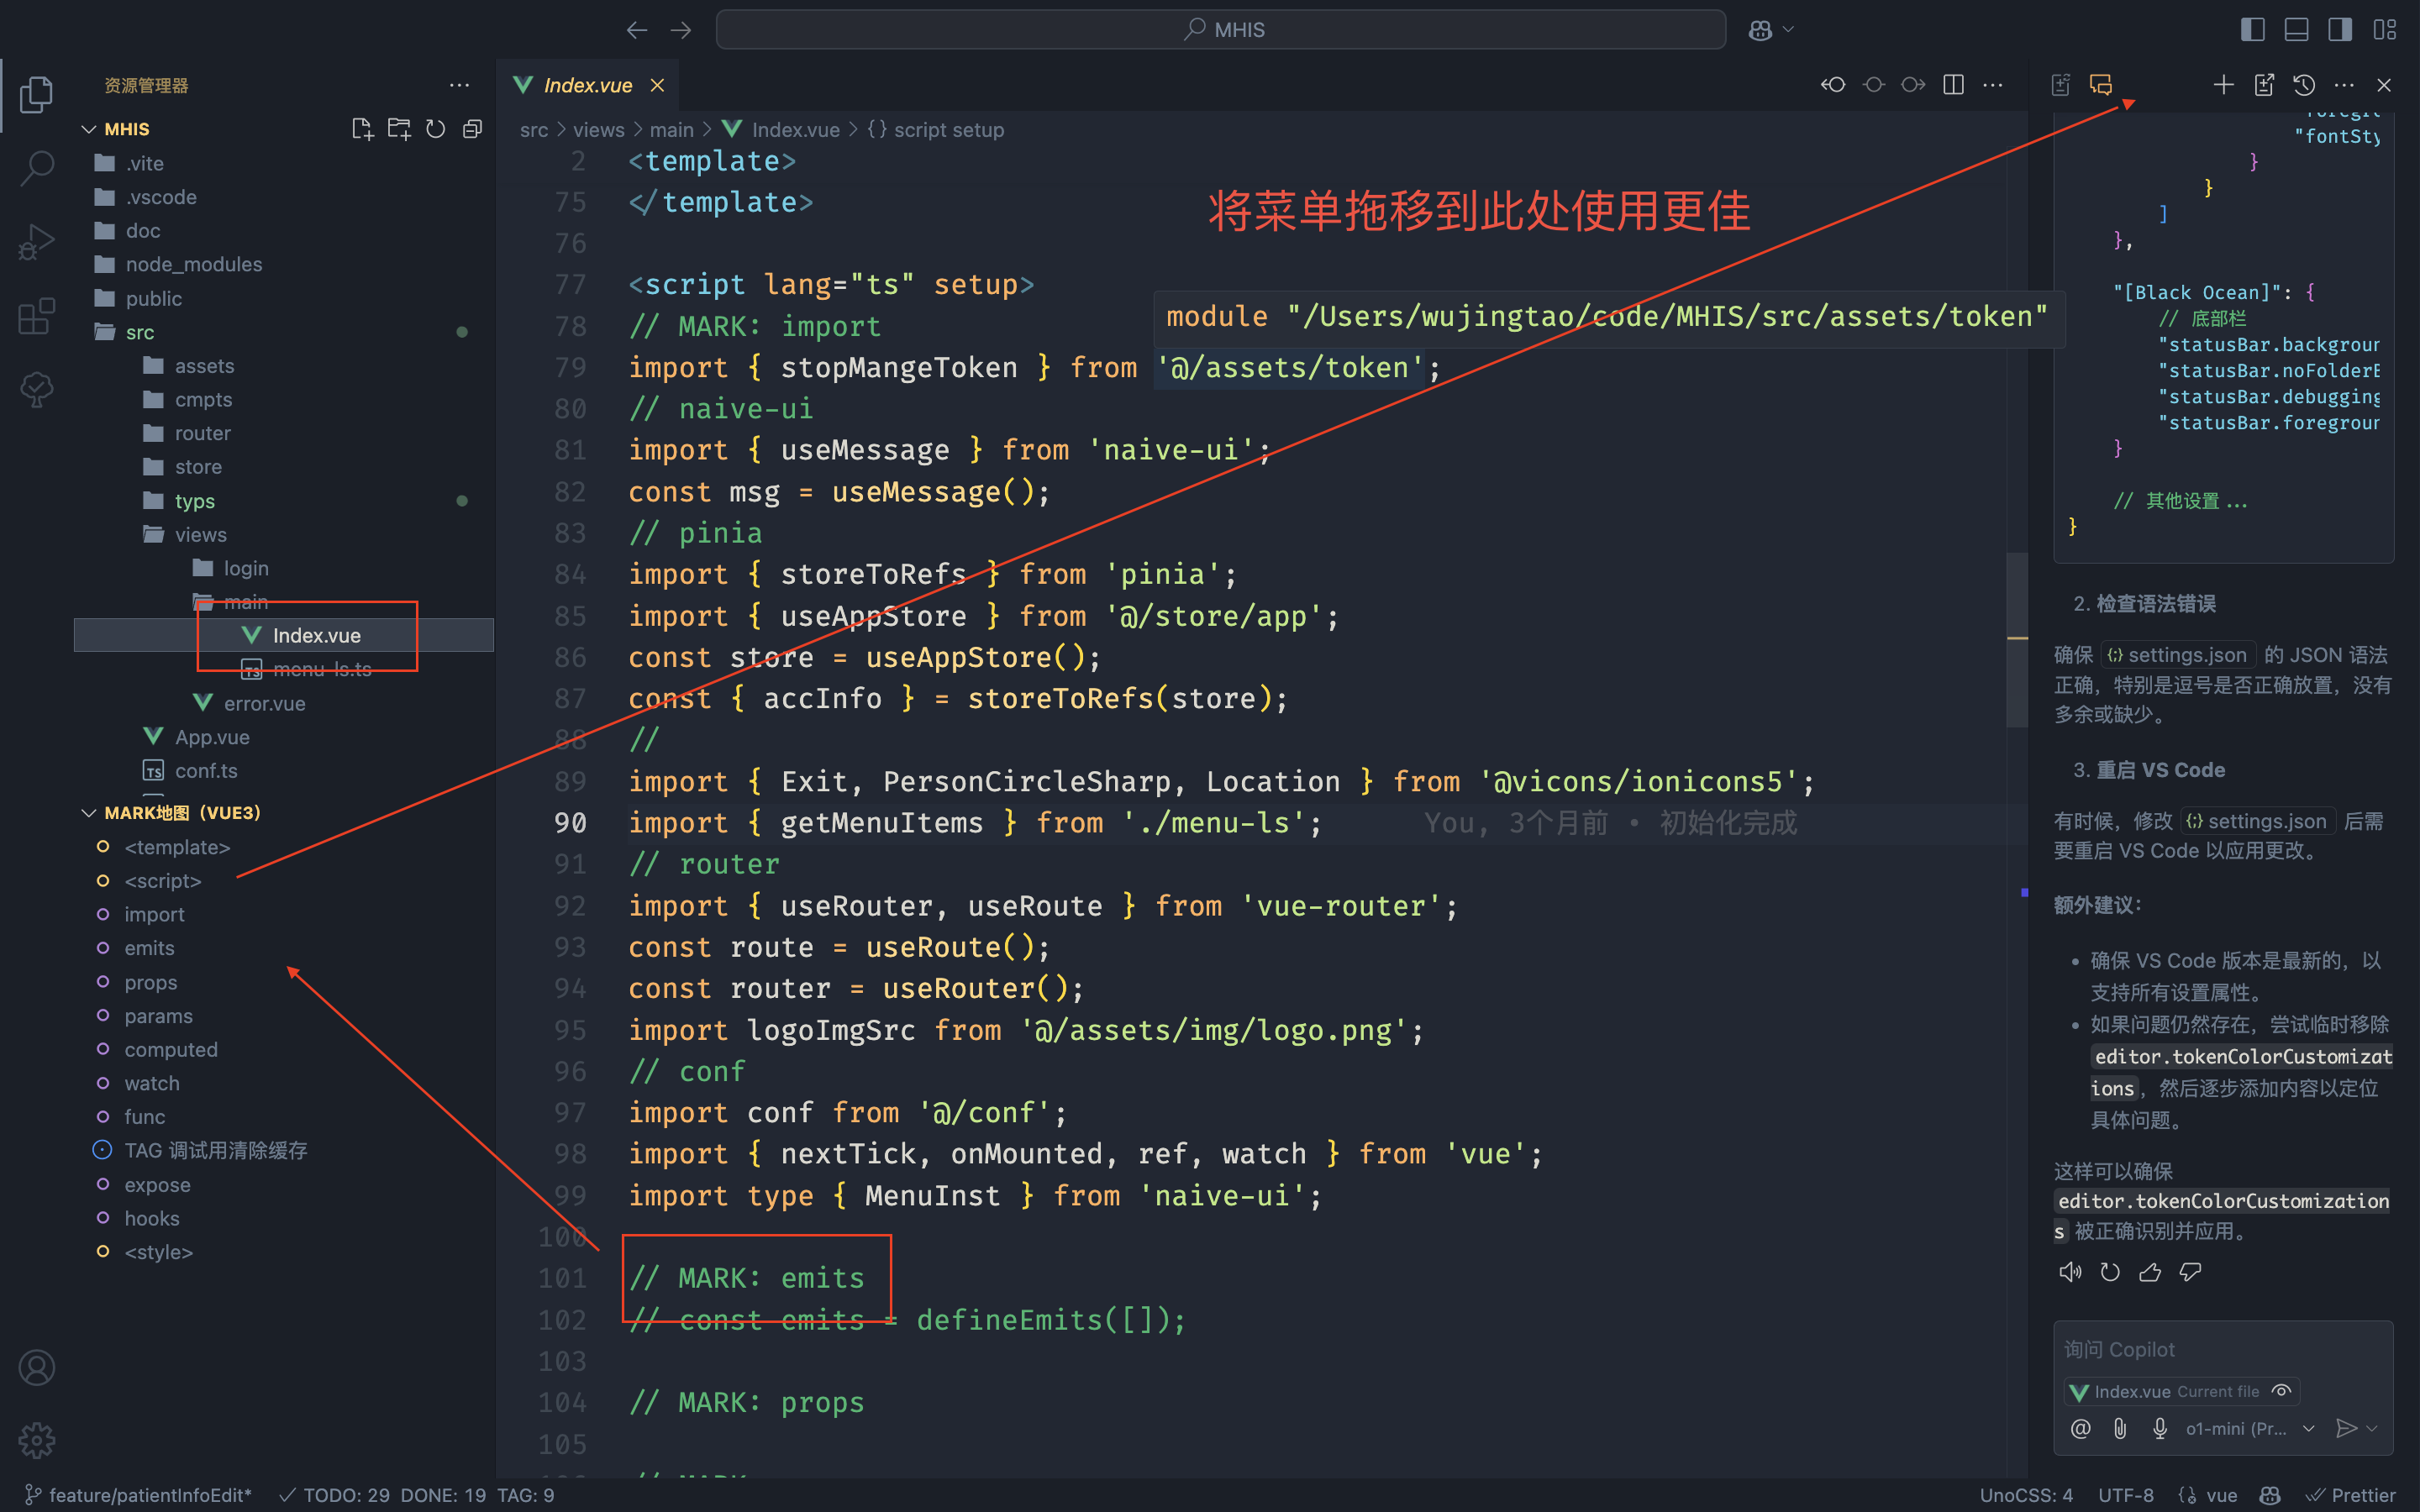 MHIS
资源管理器
MHIS
.vite
.vscode
doc
node_modules
public
src
assets
cmpts
router
store
typs
views
login
main
Index.vue
menu-ls.ts
error.vue
App.vue
conf.ts
MARK地图（VUE3）
<template>
<script>
import
emits
props
params
computed
watch
func
TAG 调试用清除缓存
expose
hooks
<style>
Index.vue
src > views > main > Index.vue > {} script setup
2 <template>
75 </template>
76
将菜单拖移到此处使用更佳
77 <script lang="ts" setup>
module "/Users/wujingtao/code/MHIS/src/assets/token"
78 // MARK: import
79 import { stopMangeToken } from '@/assets/token';
80 // naive-ui
81 import { useMessage } from 'naive-ui';
82 const msg = useMessage();
83 // pinia
84 import { storeToRefs } from 'pinia';
85 import { useAppStore } from '@/store/app';
86 const store = useAppStore();
87 const { accInfo } = storeToRefs(store);
88 //
89 import { Exit, PersonCircleSharp, Location } from '@vicons/ionicons5';
90 import { getMenuItems } from './menu-ls'; You, 3个月前 • 初始化完成
91 // router
92 import { useRouter, useRoute } from 'vue-router';
93 const route = useRoute();
94 const router = useRouter();
95 import logoImgSrc from '@/assets/img/logo.png';
96 // conf
97 import conf from '@/conf';
98 import { nextTick, onMounted, ref, watch } from 'vue';
99 import type { MenuInst } from 'naive-ui';
100
101 // MARK: emits
102 // const emits = defineEmits([]);
103
104 // MARK: props
105
"fontSty
}
}
]
},
"[Black Ocean]": {
// 底部栏
"statusBar.backgroun
"statusBar.noFolderB
"statusBar.debugging
"statusBar.foregroun
}
// 其他设置 ...
}
2. 检查语法错误
确保 settings.json 的 JSON 语法
正确，特别是逗号是否正确放置，没有
多余或缺少。
3. 重启 VS Code
有时候，修改 settings.json 后需
要重启 VS Code 以应用更改。
额外建议：
• 确保 VS Code 版本是最新的，以
支持所有设置属性。
• 如果问题仍然存在，尝试临时移除
editor.tokenColorCustomizat
ions，然后逐步添加内容以定位
具体问题。
这样可以确保
editor.tokenColorCustomization
s 被正确识别并应用。
询问 Copilot
Index.vue Current file
o1-mini (Pr...
feature/patientInfoEdit* TODO: 29 DONE: 19 TAG: 9
UnoCSS: 4 UTF-8 vue Prettier